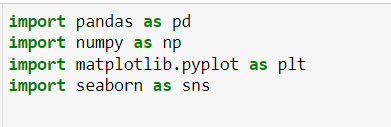 import pandas as pd
import numpy as np
import matplotlib.pyplot as plt
import seaborn as sns